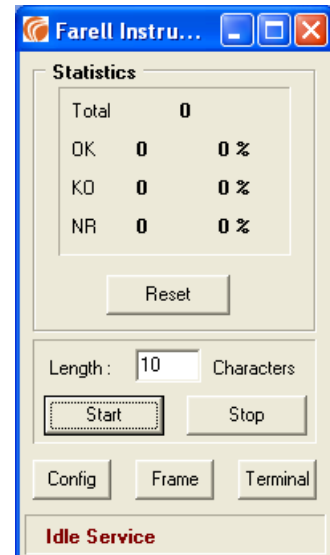 Farell Instru...
Statistics
Total 0
OK 0 0 %
KO 0 0 %
NR 0 0 %
Reset
Length : 10 Characters
Start Stop
Config Frame Terminal
Idle Service